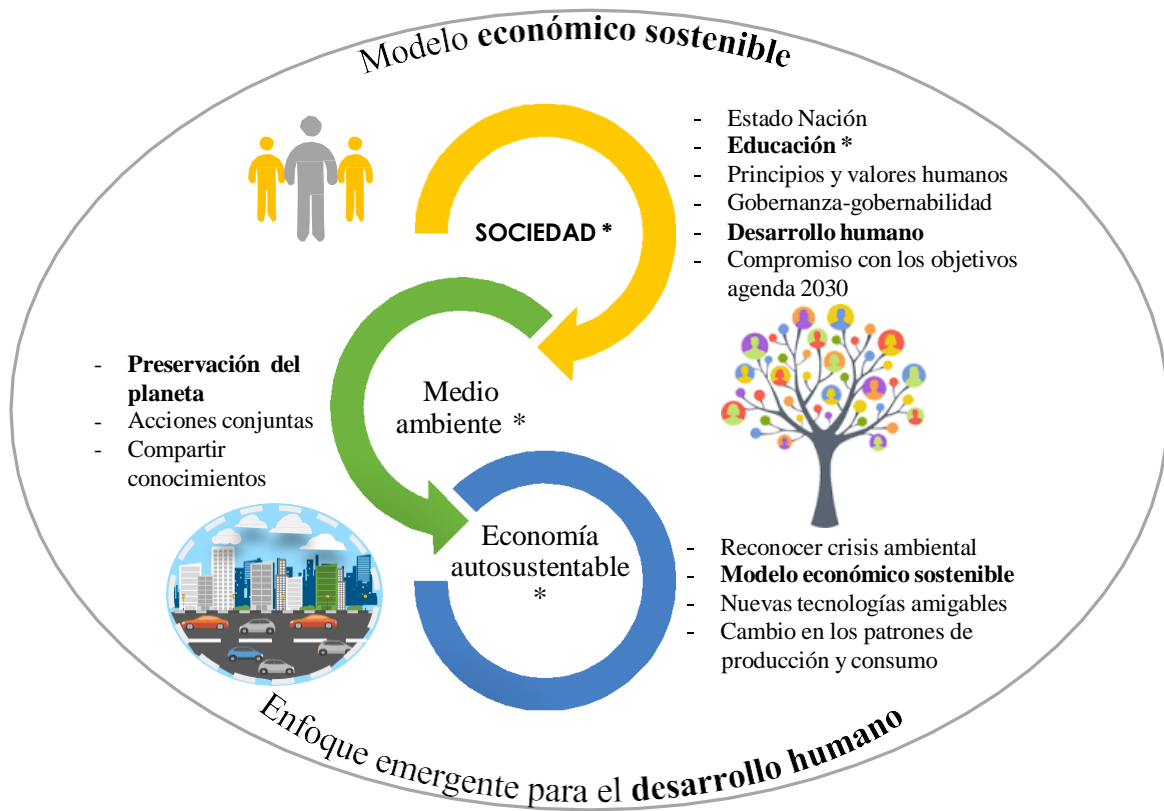 Modelo económico sostenible
- Estado Nación
- Educación *
- Principios y valores humanos
- Gobernanza-gobernabilidad
- Desarrollo humano
- Compromiso con los objetivos
agenda 2030
SOCIEDAD *
- Preservación del
planeta
- Acciones conjuntas
- Compartir
conocimientos
Medio
ambiente *
Economía
autosustentable
*
- Reconocer crisis ambiental
- Modelo económico sostenible
- Nuevas tecnologías amigables
- Cambio en los patrones de
producción y consumo
Enfoque emergente para el desarrollo humano